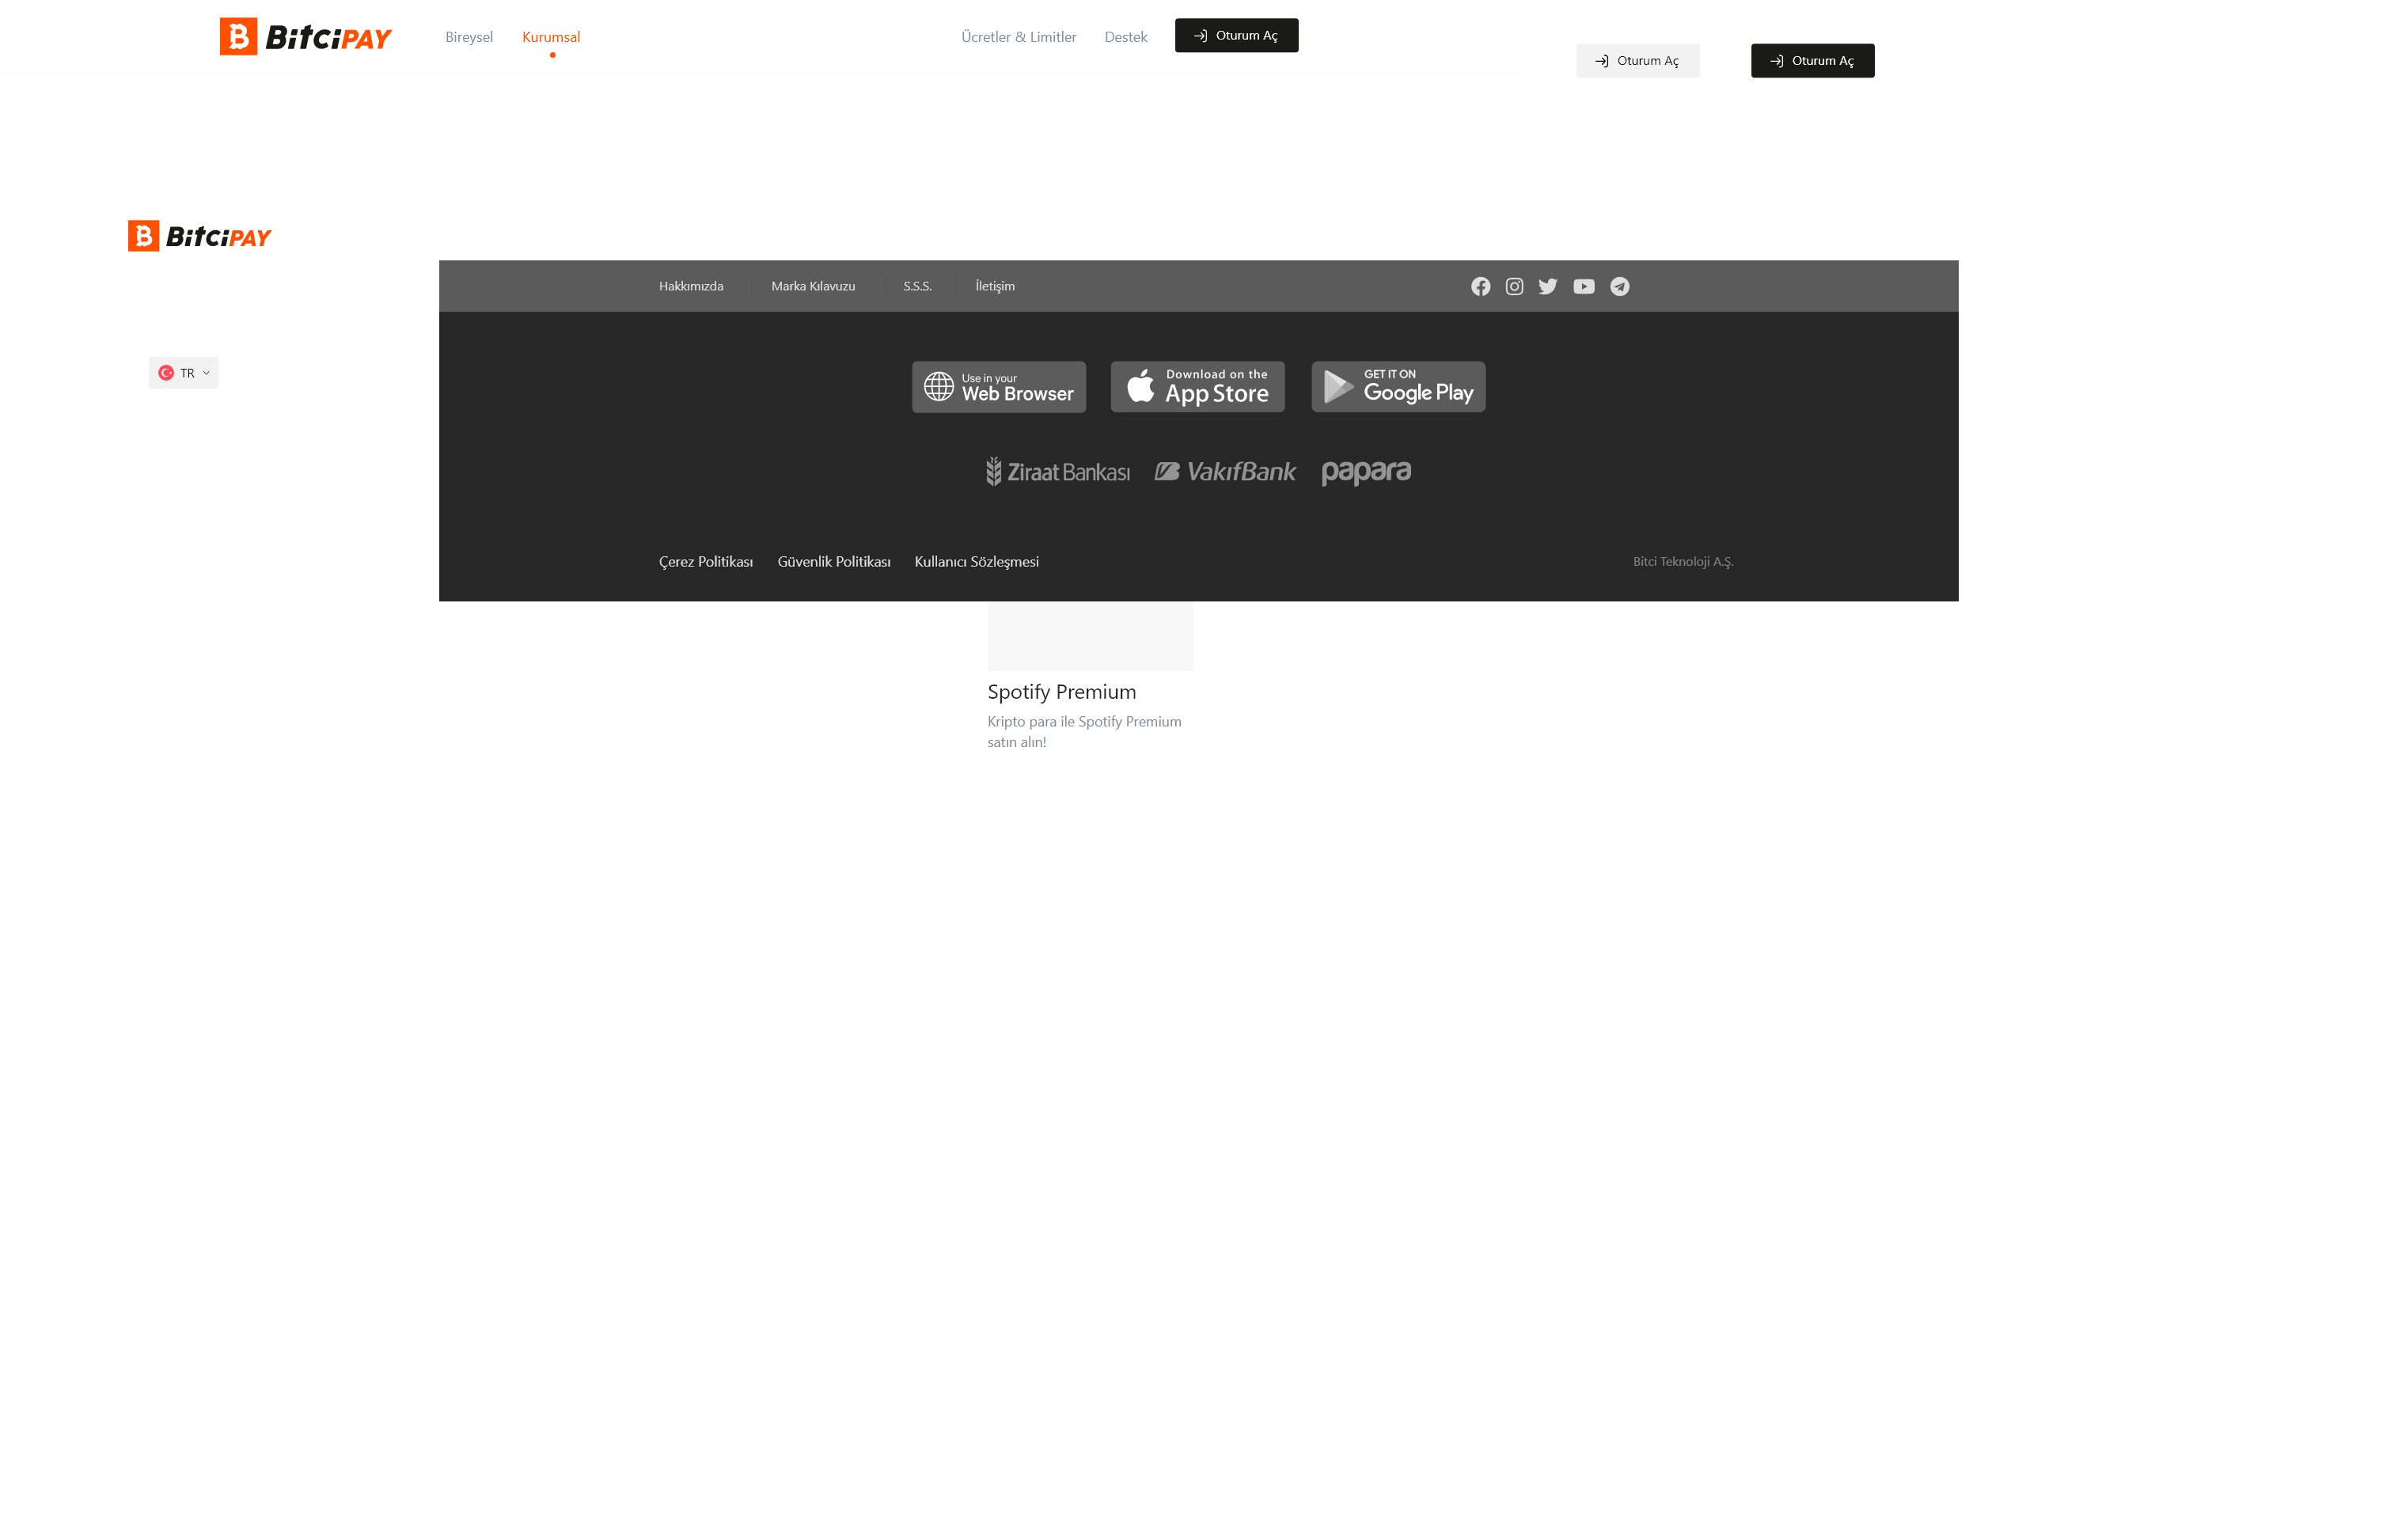 BitciPAY
Bireysel
Kurumsal
Ücretler & Limitler
Destek
Oturum Aç
Oturum Aç
Oturum Aç
BitciPAY
Hakkımızda
Marka Kılavuzu
S.S.S.
İletişim
TR
Use in your
Web Browser
Download on the
App Store
GET IT ON
Google Play
Ziraat Bankası
VakıfBank
papara
Çerez Politikası
Güvenlik Politikası
Kullanıcı Sözleşmesi
Bitci Teknoloji A.Ş.
Spotify Premium
Kripto para ile Spotify Premium
satın alın!